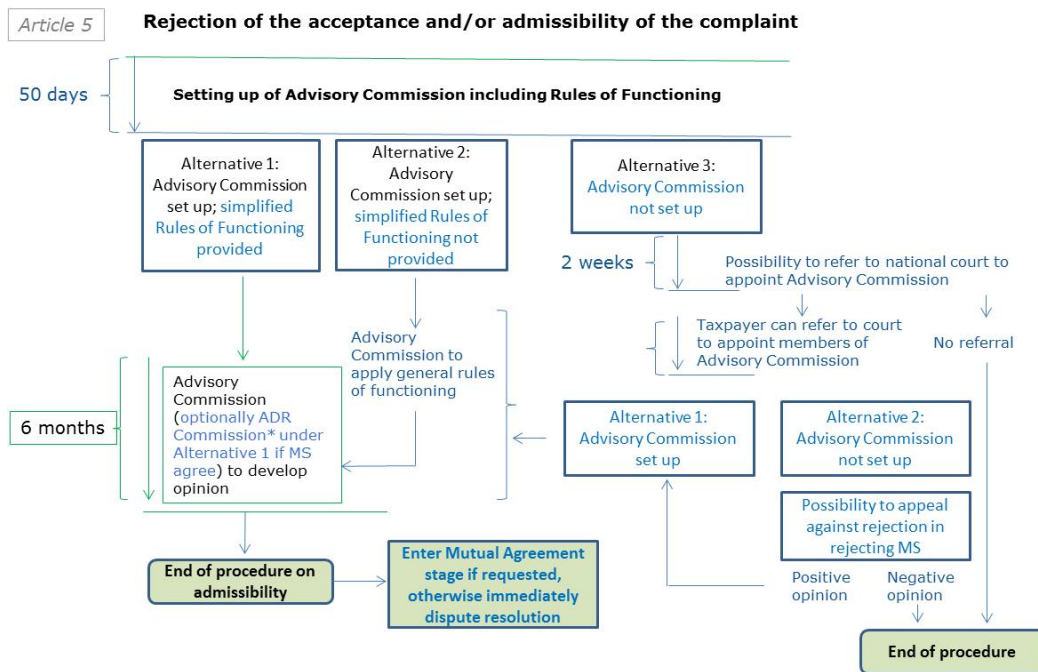 Article 5
Rejection of the acceptance and/or admissibility of the complaint
50 days
Setting up of Advisory Commission including Rules of Functioning
Alternative 1:
Advisory Commission
set up; simplified
Rules of Functioning
provided
Alternative 2:
Advisory
Commission set up;
simplified Rules of
Functioning not
provided
Alternative 3:
Advisory Commission
not set up
2 weeks
Possibility to refer to national court to
appoint Advisory Commission
Taxpayer can refer to court
to appoint members of
Advisory Commission
No referral
Advisory
Commission to
apply general rules
of functioning
6 months
Advisory
Commission
(optionally ADR
Commission* under
Alternative 1 if MS
agree) to develop
opinion
Alternative 1:
Advisory Commission
set up
Alternative 2:
Advisory Commission
not set up
Possibility to appeal
against rejection in
rejecting MS
Positive
opinion
Negative
opinion
End of procedure on
admissibility
Enter Mutual Agreement
stage if requested,
otherwise immediately
dispute resolution
End of procedure